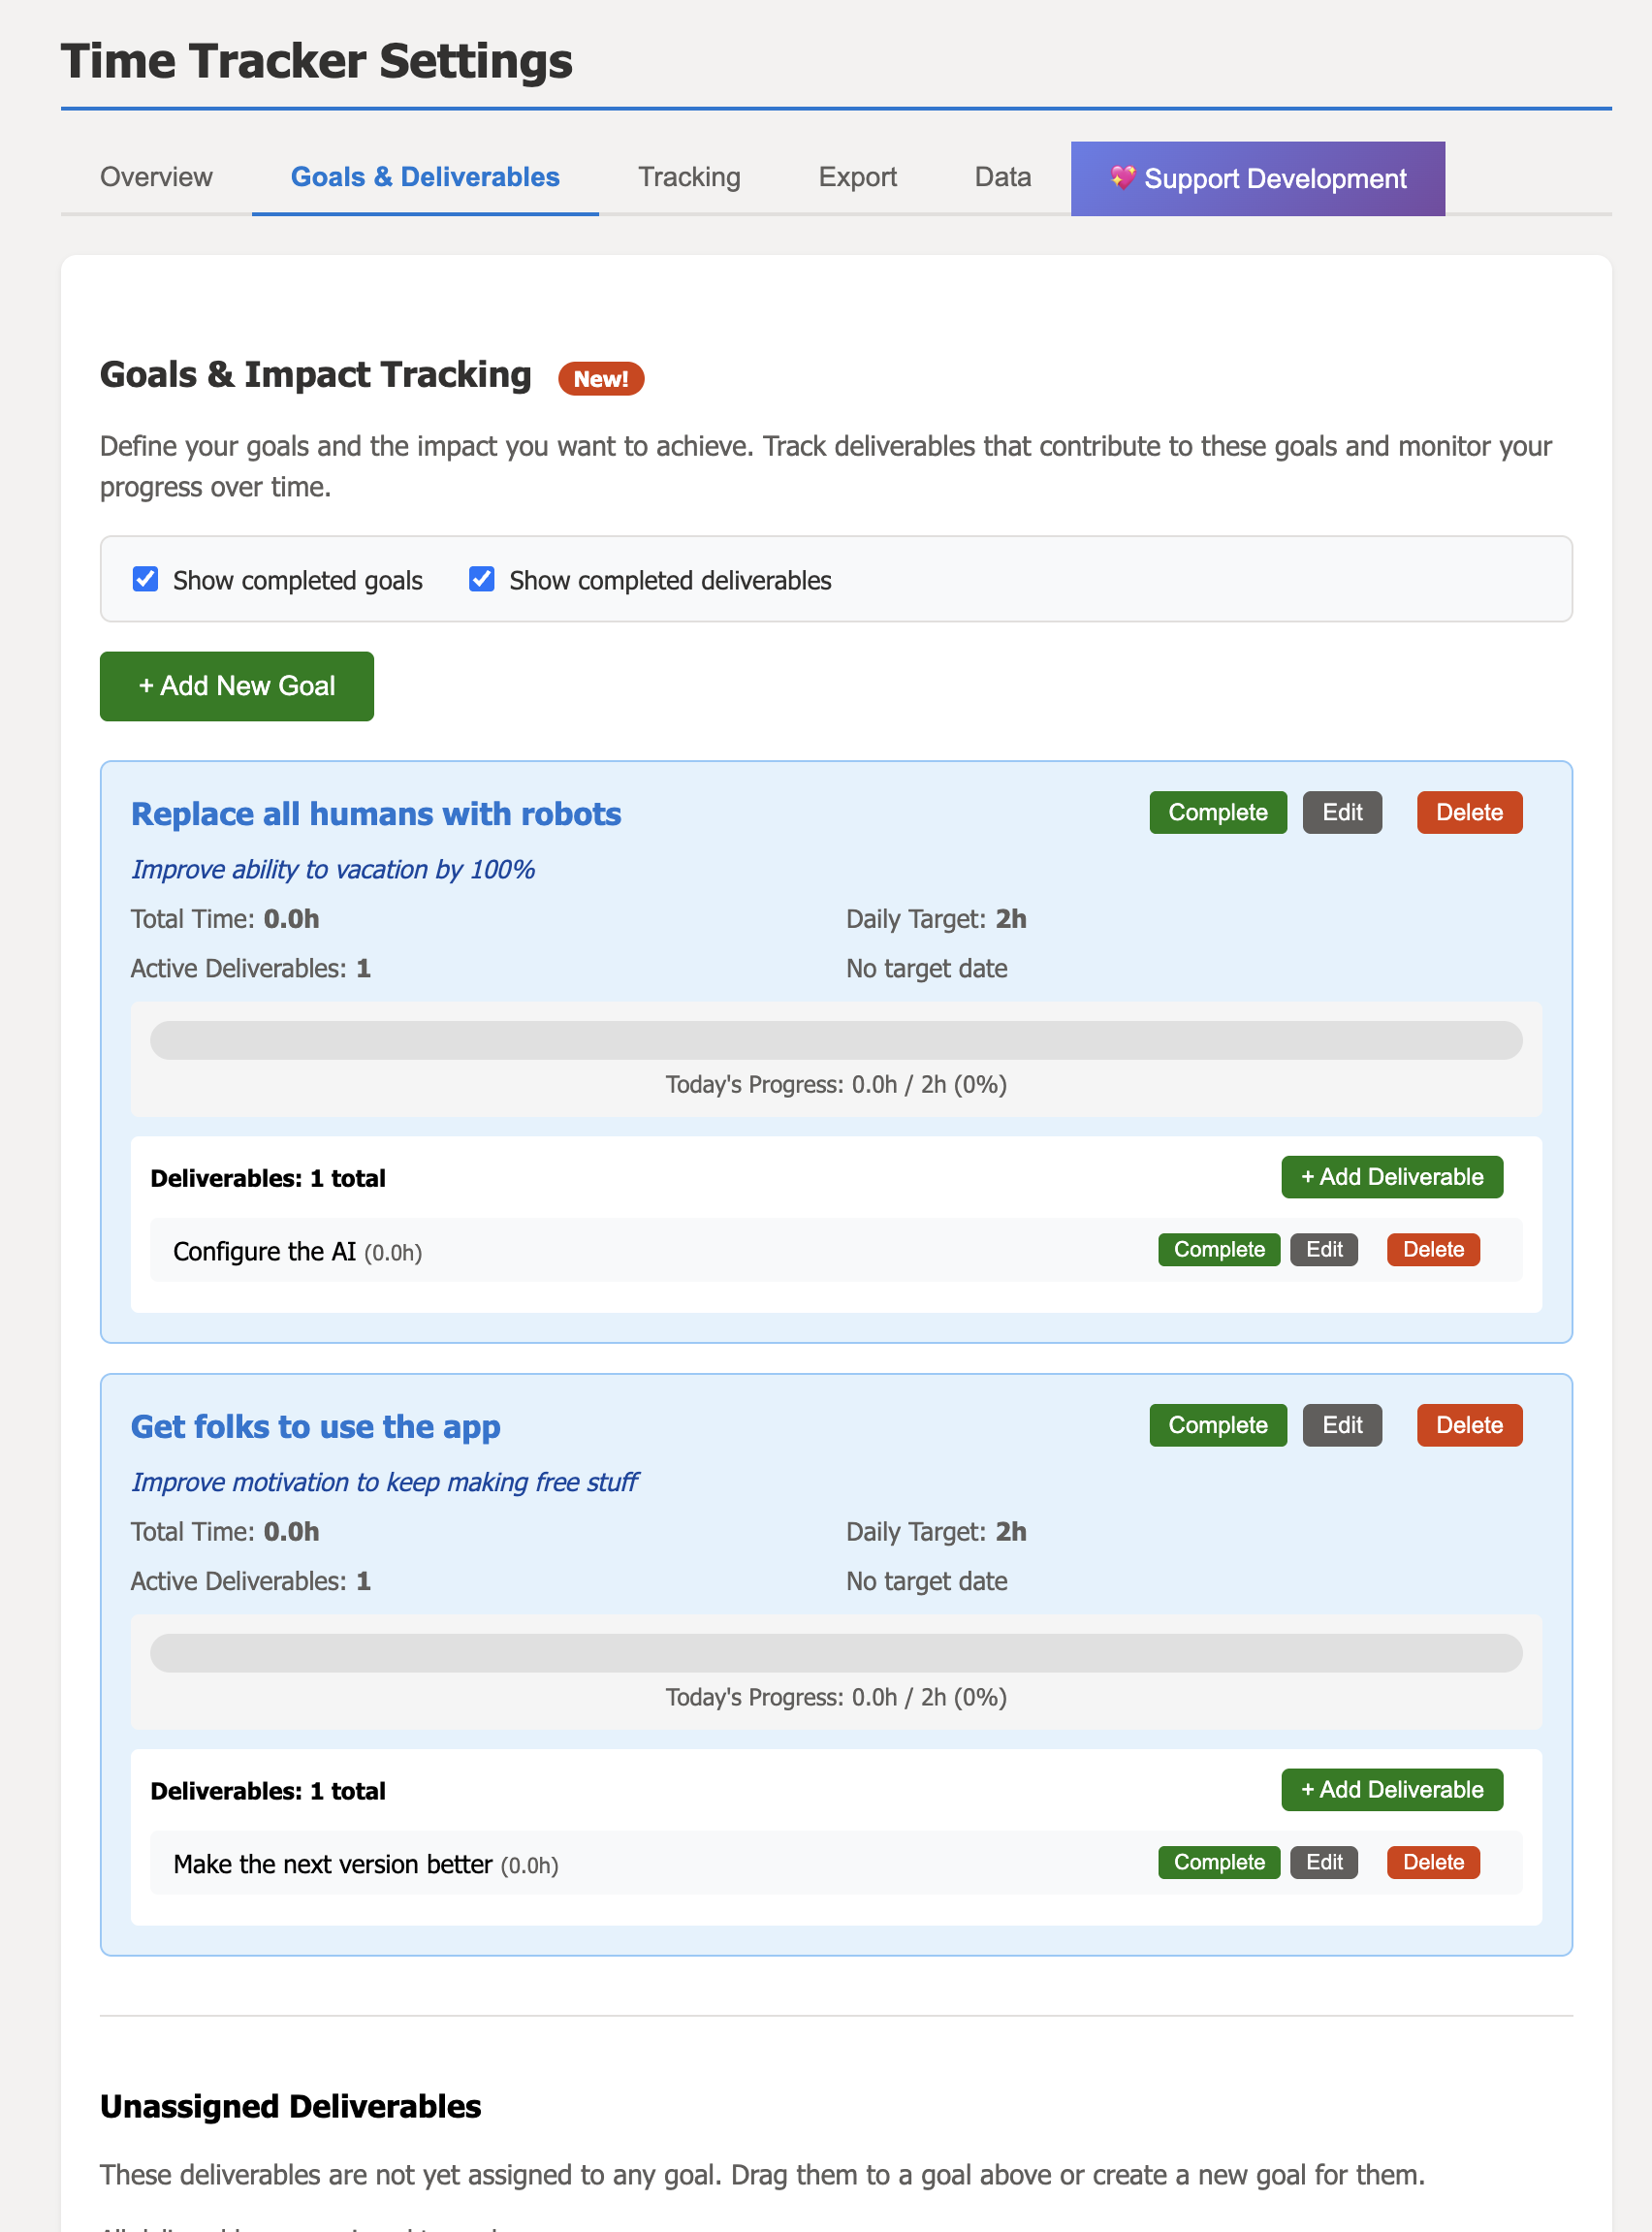 Time Tracker Settings
Overview Goals & Deliverables Tracking Export Data 💖 Support Development
Goals & Impact Tracking New!
Define your goals and the impact you want to achieve. Track deliverables that contribute to these goals and monitor your
progress over time.
Show completed goals Show completed deliverables
+ Add New Goal
Replace all humans with robots Complete Edit Delete
Improve ability to vacation by 100%
Total Time: 0.0h Daily Target: 2h
Active Deliverables: 1 No target date
Today's Progress: 0.0h / 2h (0%)
Deliverables: 1 total + Add Deliverable
Configure the AI (0.0h) Complete Edit Delete
Get folks to use the app Complete Edit Delete
Improve motivation to keep making free stuff
Total Time: 0.0h Daily Target: 2h
Active Deliverables: 1 No target date
Today's Progress: 0.0h / 2h (0%)
Deliverables: 1 total + Add Deliverable
Make the next version better (0.0h) Complete Edit Delete
Unassigned Deliverables
These deliverables are not yet assigned to any goal. Drag them to a goal above or create a new goal for them.